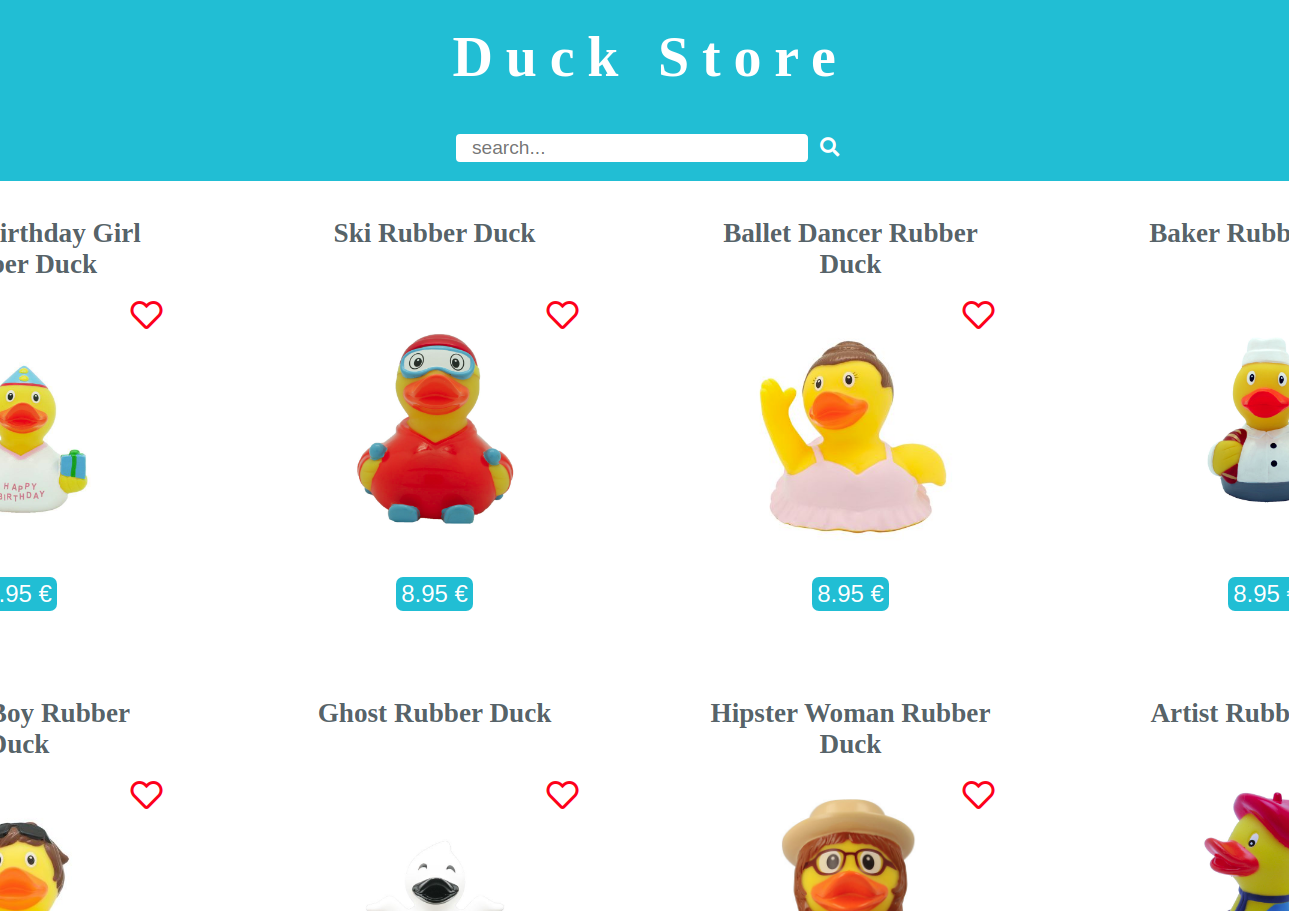 Duck Store
search...
irthday Girl
er Duck
Ski Rubber Duck
Ballet Dancer Rubber
Duck
Baker Rubb
HAPPY
BIRTHDAY
.95 €
8.95 €
8.95 €
8.95
Boy Rubber
Duck
Ghost Rubber Duck
Hipster Woman Rubber
Duck
Artist Rubb